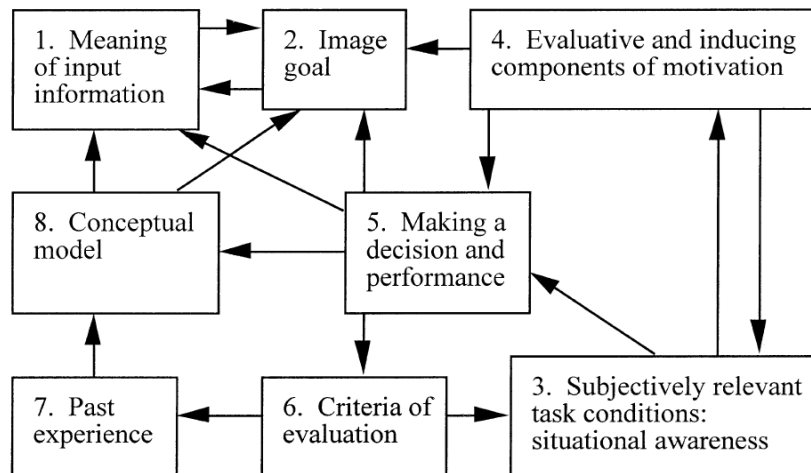 1. Meaning
of input
information
2. Image
goal
4. Evaluative and inducing
components of motivation
8. Conceptual
model
5. Making a
decision and
performance
7. Past
experience
6. Criteria of
evaluation
3. Subjectively relevant
task conditions:
situational awareness